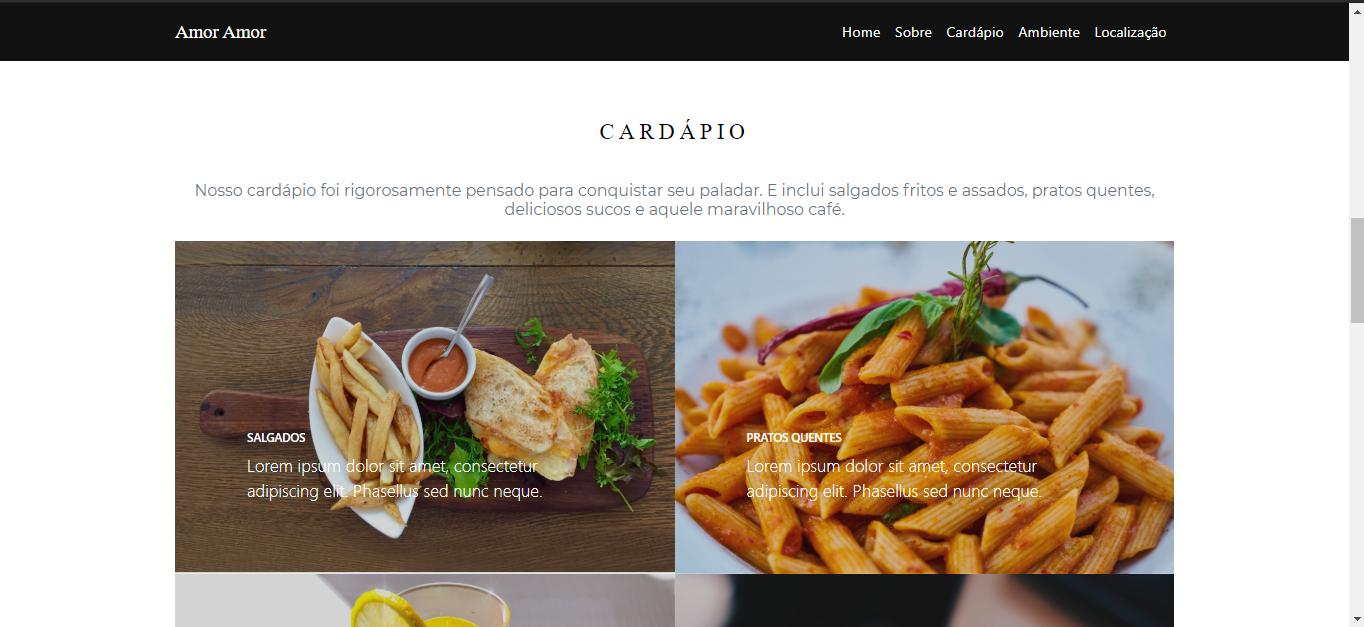 Amor Amor
Home Sobre Cardápio Ambiente Localização
CARDÁPIO
Nosso cardápio foi rigorosamente pensado para conquistar seu paladar. E inclui salgados fritos e assados, pratos quentes,
deliciosos sucos e aquele maravilhoso café.
SALGADOS
Lorem ipsum dolor sit amet, consectetur
adipiscing elit. Phasellus sed nunc neque.
PRATOS QUENTES
Lorem ipsum dolor sit amet, consectetur
adipiscing elit. Phasellus sed nunc neque.